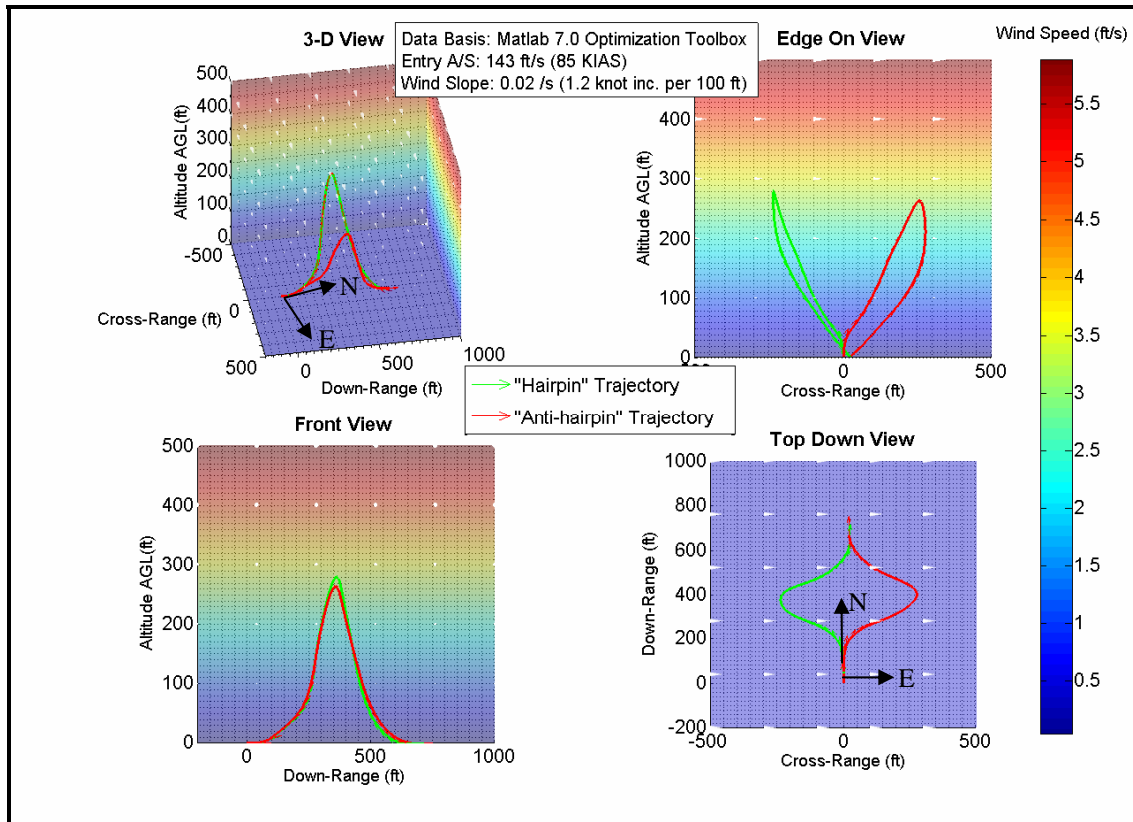 3-D View
Data Basis: Matlab 7.0 Optimization Toolbox
Entry A/S: 143 ft/s (85 KIAS)
Wind Slope: 0.02 /s (1.2 knot inc. per 100 ft)
Edge On View
Wind Speed (ft/s)
500
400
300
200
100
0
Altitude AGL(ft)
-500
0
500
Cross-Range (ft)
0
500
1000
Down-Range (ft)
N
E
400
300
200
100
0
Altitude AGL(ft)
-500
0
500
Cross-Range (ft)
5.5
5
4.5
4
3.5
3
2.5
2
1.5
1
0.5
"Hairpin" Trajectory
"Anti-hairpin" Trajectory
Front View
500
400
300
200
100
0
Altitude AGL(ft)
0
500
1000
Down-Range (ft)
Top Down View
1000
800
600
400
200
0
-200
Down-Range (ft)
N
E
-500
0
500
Cross-Range (ft)